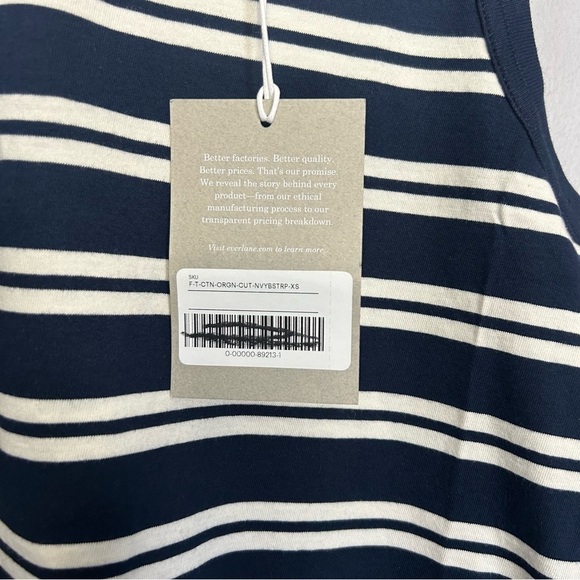 Better factories. Better quality.
Better prices. That's our promise.
We reveal the story behind every
product—from our ethical
manufacturing process to our
transparent pricing breakdown.
Visit everlane.com to learn more.
SKU
F-T-CTN-ORGN-CUT-NVYBSTRP-XS
0-00000-89213-1